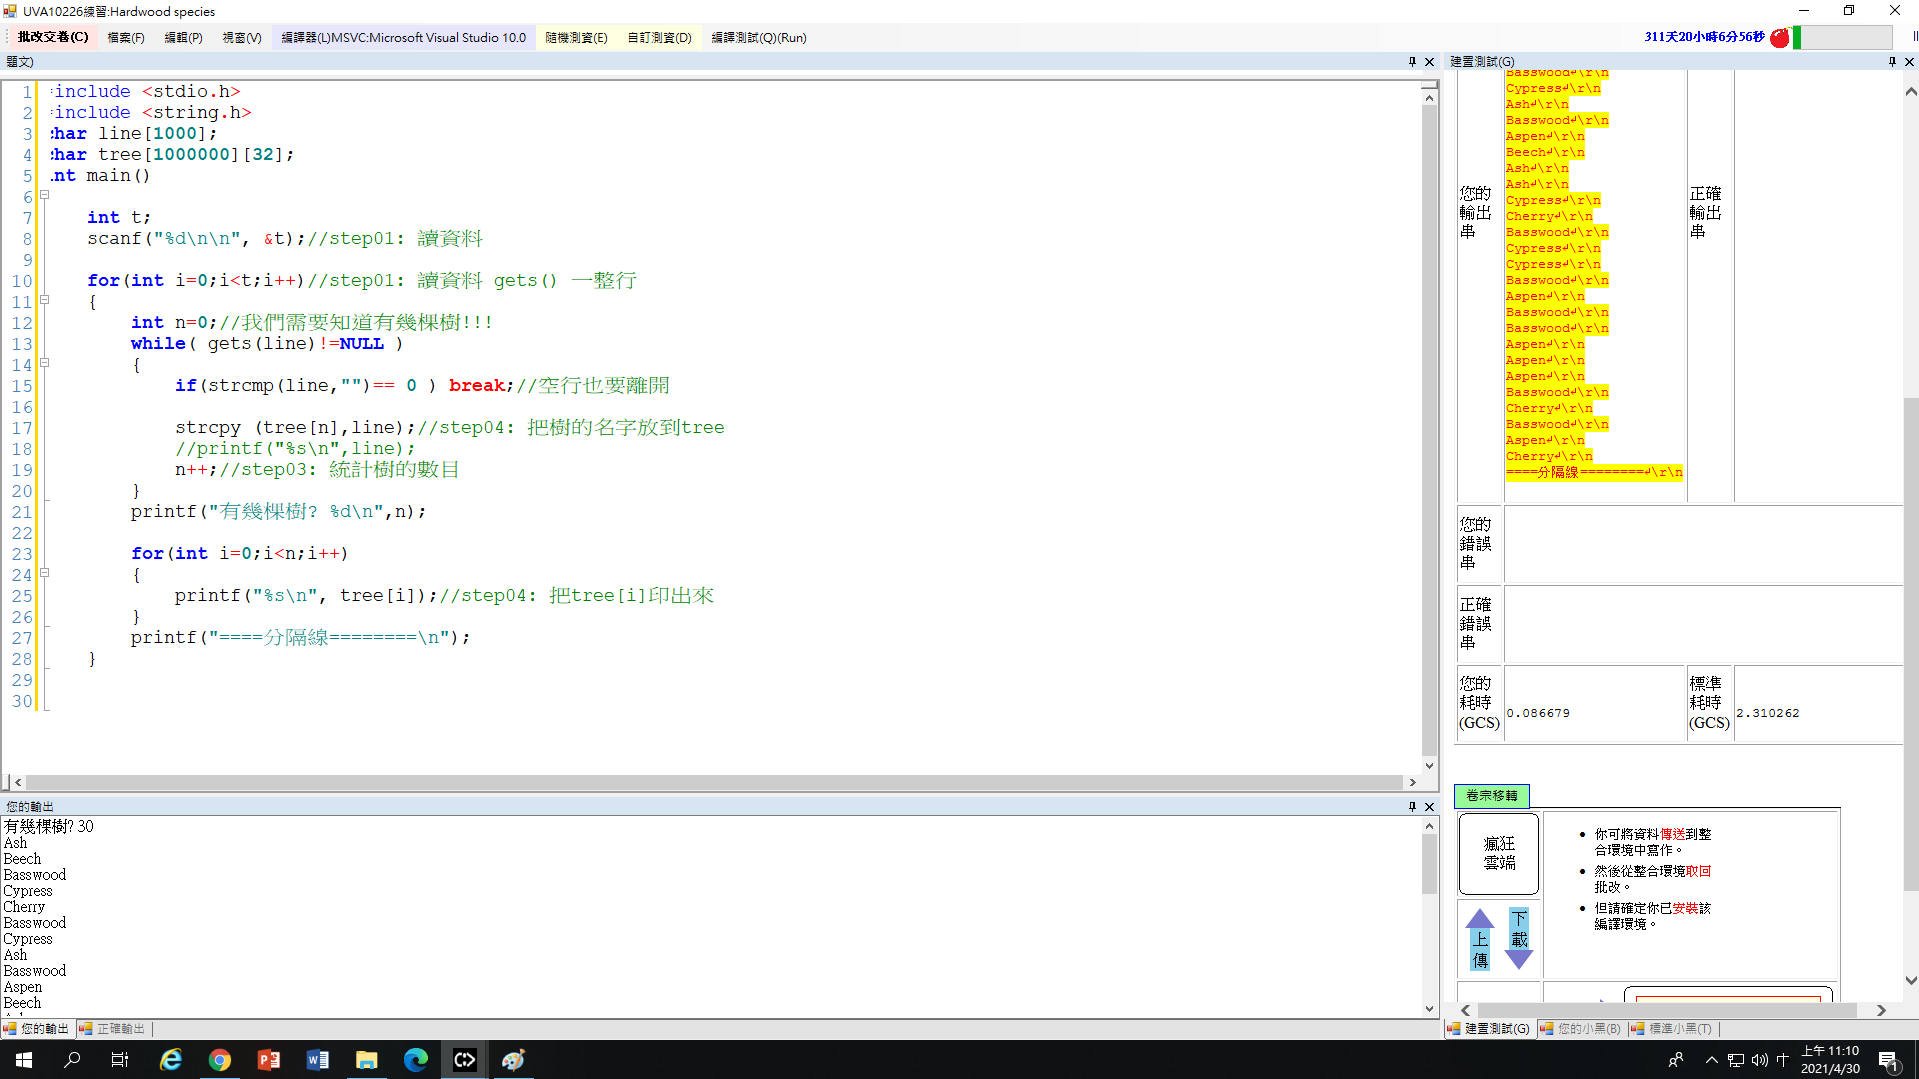 UVA10226練習:Hardwood species
批改交卷(C) 檔案(F) 編輯(P) 視窗(V) 編譯器(L)MSVC:Microsoft Visual Studio 10.0 隨機測資(E) 自訂測資(D) 編譯測試(Q)(Run) 311天20小時6分56秒
題文)
1 include <stdio.h>
2 include <string.h>
3 har line[1000];
4 har tree[1000000][32];
5 nt main()
6
7 int t;
8 scanf("%d\n\n", &t);//step01: 讀資料
9
10 for(int i=0;i<t;i++)//step01: 讀資料 gets() 一整行
11 {
12 int n=0;//我們需要知道有幾棵樹!!!
13 while( gets(line)!=NULL )
14 {
15 if(strcmp(line,"")== 0 ) break;//空行也要離開
16
17 strcpy (tree[n],line);//step04: 把樹的名字放到tree
18 //printf("%s\n",line);
19 n++;//step03: 統計樹的數目
20 }
21 printf("有幾棵樹? %d\n",n);
22
23 for(int i=0;i<n;i++)
24 {
25 printf("%s\n", tree[i]);//step04: 把tree[i]印出來
26 }
27 printf("====分隔線========\n");
28 }
29
30
您的輸出
有幾棵樹? 30
Ash
Beech
Basswood
Cypress
Cherry
Basswood
Cypress
Ash
Basswood
Aspen
Beech
您的輸出 正確輸出
建置測試(G)
您的
輸出
串
Basswood↲\r\n
Cypress↲\r\n
Ash↲\r\n
Basswood↲\r\n
Aspen↲\r\n
Beech↲\r\n
Ash↲\r\n
Ash↲\r\n
Cypress↲\r\n
Cherry↲\r\n
Basswood↲\r\n
Cypress↲\r\n
Cypress↲\r\n
Basswood↲\r\n
Aspen↲\r\n
Basswood↲\r\n
Basswood↲\r\n
Aspen↲\r\n
Aspen↲\r\n
Aspen↲\r\n
Basswood↲\r\n
Cherry↲\r\n
Basswood↲\r\n
Aspen↲\r\n
Cherry↲\r\n
====分隔線========↲\r\n
正確
輸出
串
您的
錯誤
串
正確
錯誤
串
您的
耗時
(GCS)
0.086679
標準
耗時
(GCS)
2.310262
卷宗移轉
瘋狂
雲端
上傳
下載
你可將資料傳送到整
合環境中寫作。
然後從整合環境取回
批改。
但請確定你已安裝該
編譯環境。
建置測試(G) 您的小黑(B) 標準小黑(T)
中
上午 11:10
2021/4/30
1